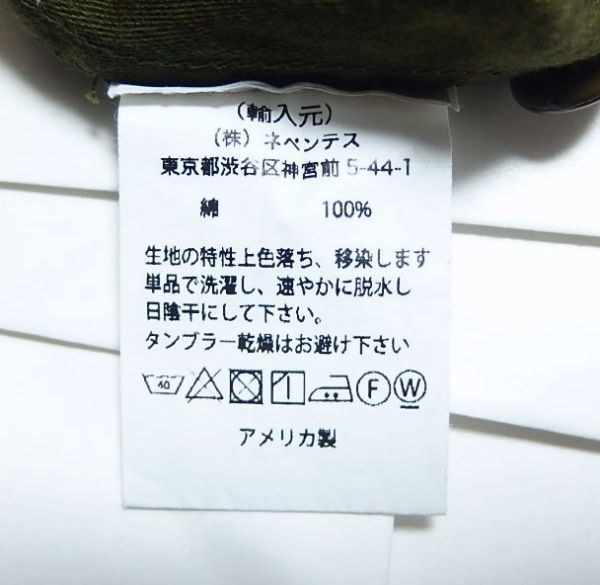 (輸入元)
(株) ネペンテス
東京都渋谷区神宮前 5-44-1
綿 100%
生地の特性上色落ち、移染します
単品で洗濯し、速やかに脱水し
日陰干にして下さい。
タンブラー乾燥はお避け下さい
40 F W
アメリカ製